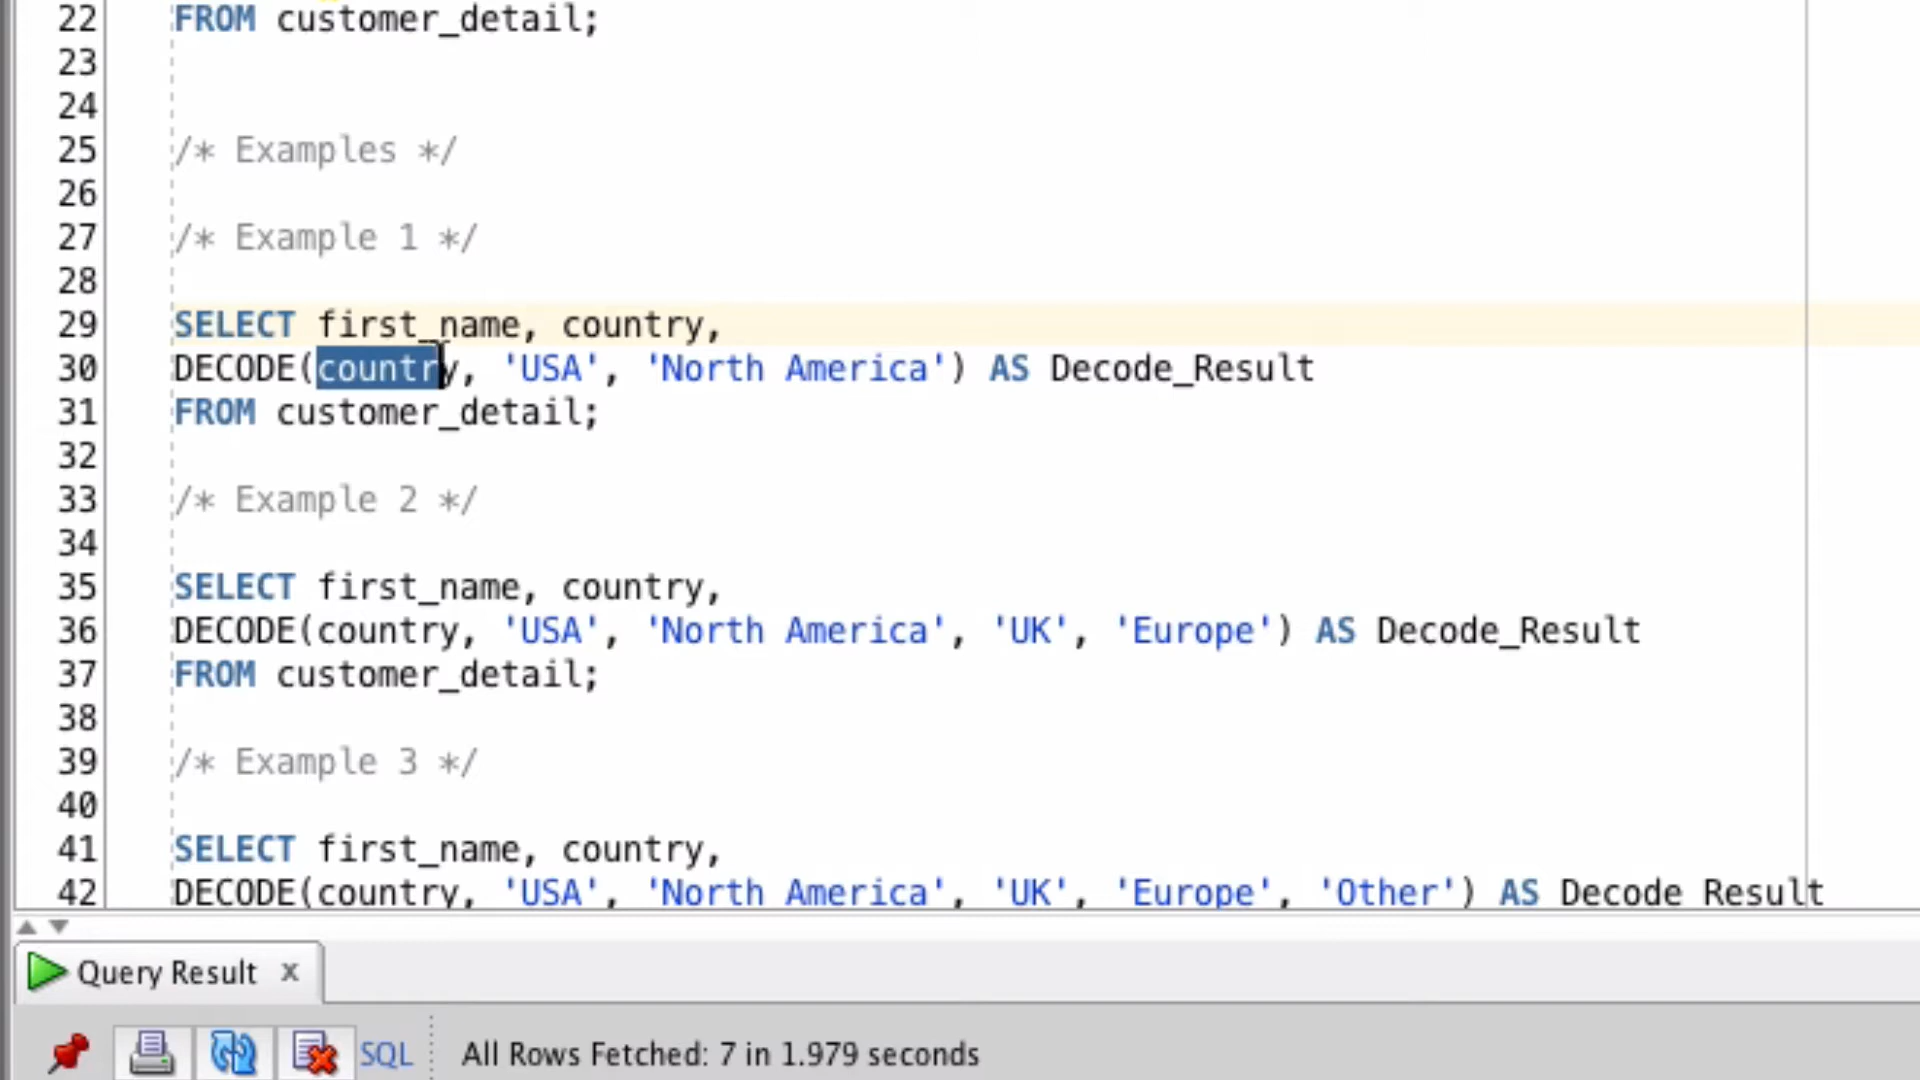 22 FROM customer_detail;
23
24
25 /* Examples */
26
27 /* Example 1 */
28
29 SELECT first_name, country,
30 DECODE(country, 'USA', 'North America') AS Decode_Result
31 FROM customer_detail;
32
33 /* Example 2 */
34
35 SELECT first_name, country,
36 DECODE(country, 'USA', 'North America', 'UK', 'Europe') AS Decode_Result
37 FROM customer_detail;
38
39 /* Example 3 */
40
41 SELECT first_name, country,
42 DECODE(country, 'USA', 'North America', 'UK', 'Europe', 'Other') AS Decode_Result
Query Result x
SQL All Rows Fetched: 7 in 1.979 seconds